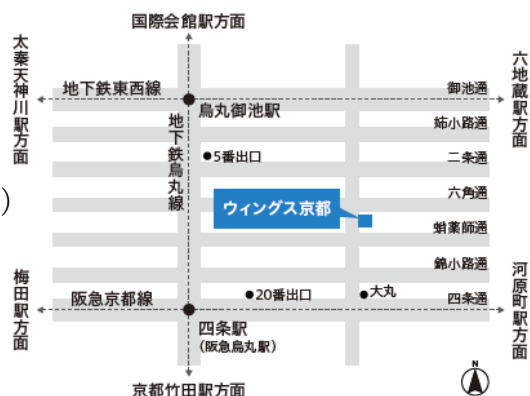 国際会館駅方面
太秦天神川駅方面
六地蔵駅方面
地下鉄東西線
御池通
烏丸御池駅
姉小路通
地下鉄烏丸線
5番出口
二条通
六角通
)
ウィングス京都
蛸薬師通
錦小路通
梅田駅方面
河原町駅方面
阪急京都線
20番出口
大丸
四条通
四条駅
(阪急烏丸駅)
京都竹田駅方面
N